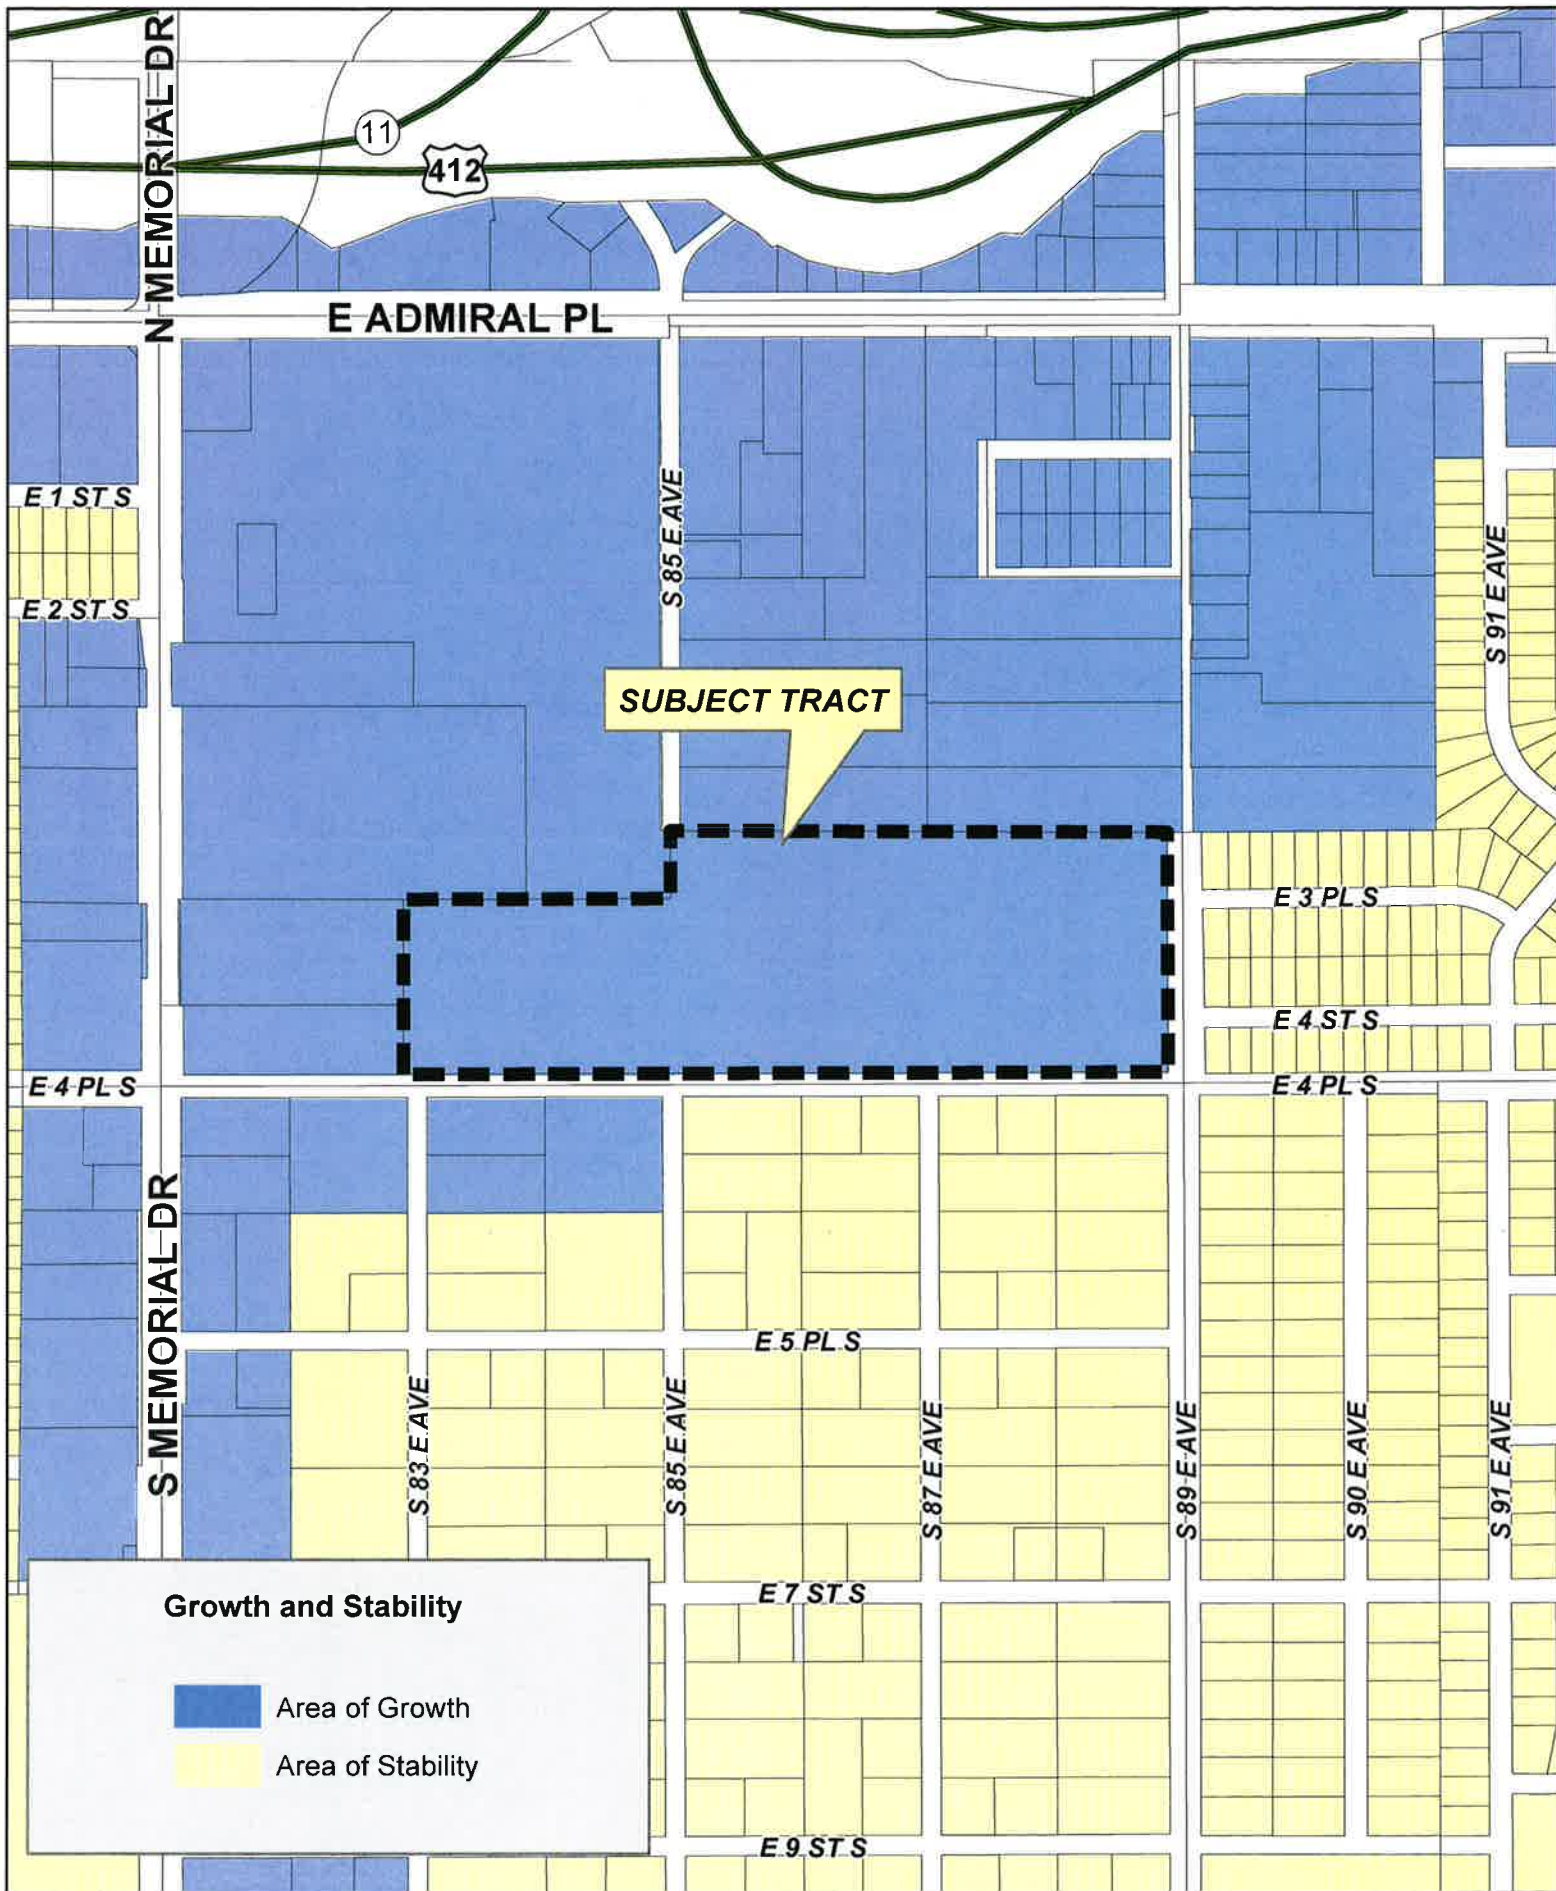 N MEMORIAL DR
11
412
E ADMIRAL PL
E 1 ST S
S 85 E AVE
S 91 E AVE
E 2 ST S
SUBJECT TRACT
E 3 PL S
E 4 ST S
E 4 PL S
E 4 PL S
S MEMORIAL DR
E 5 PL S
S 83 E AVE
S 85 E AVE
S 87 E AVE
S 89 E AVE
S 90 E AVE
S 91 E AVE
E 7 ST S
Growth and Stability
Area of Growth
Area of Stability
E 9 ST S